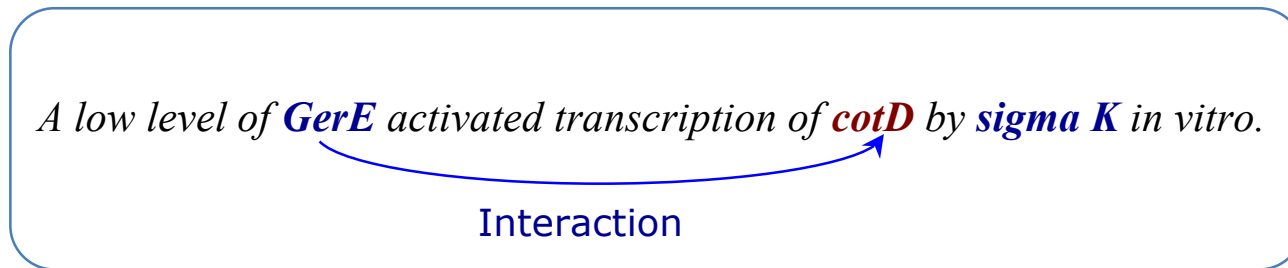 A low level of GerE activated transcription of cotD by sigma K in vitro.
Interaction